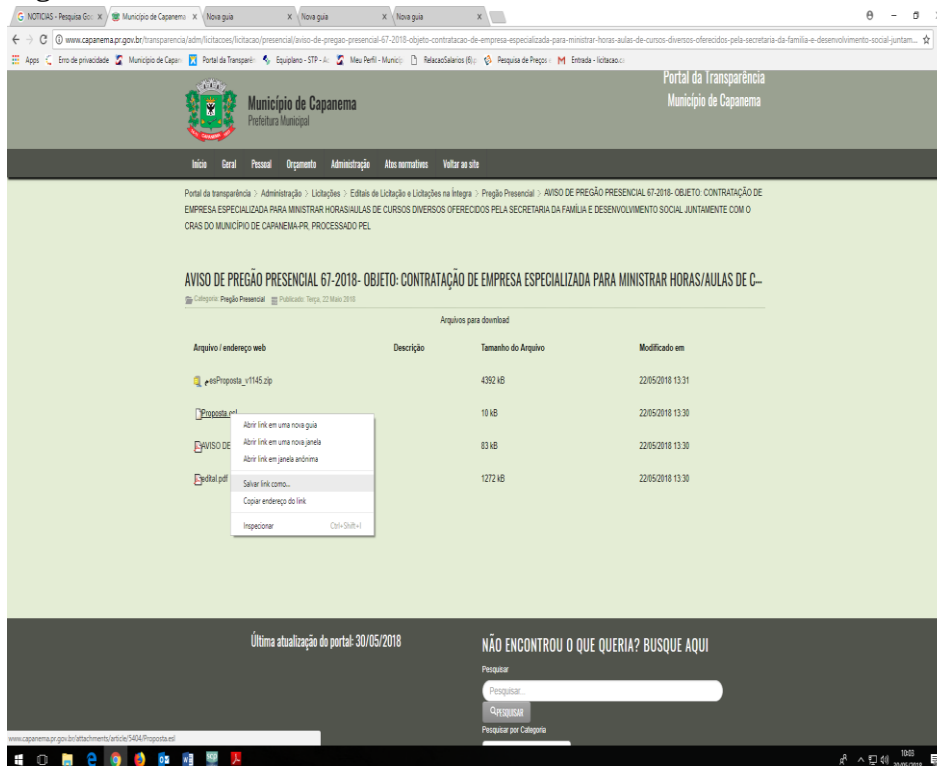 NOTICIAS - Pesquisa Goo
Município de Capanema
Nova guia
Nova guia
Nova guia
www.capanema.pr.gov.br/transparencia/adm/licitacoes/licitacao/presencial/aviso-de-pregao-presencial-67-2018-objeto-contratacao-de-empresa-especializada-para-ministrar-horas-aulas-de-cursos-diversos-oferecidos-pela-secretaria-da-familia-e-desenvolvimento-social-juntam...
Apps Erro de privacidade Município de Capan Portal da Transparên Equiplano - STP - Ac Meu Perfil - Municíp RelacaoSalarios (6) Pesquisa de Preços Entrada - licitacao.c
Portal da Transparência
Município de Capanema
Município de Capanema
Prefeitura Municipal
Início Geral Pessoal Orçamento Administração Atos normativos Voltar ao site
Portal da transparência > Administração > Licitações > Editais de Licitação e Licitações na Íntegra > Pregão Presencial > AVISO DE PREGÃO PRESENCIAL 67-2018- OBJETO: CONTRATAÇÃO DE
EMPRESA ESPECIALIZADA PARA MINISTRAR HORAS/AULAS DE CURSOS DIVERSOS OFERECIDOS PELA SECRETARIA DA FAMÍLIA E DESENVOLVIMENTO SOCIAL JUNTAMENTE COM O
CRAS DO MUNICÍPIO DE CAPANEMA-PR, PROCESSADO PEL
AVISO DE PREGÃO PRESENCIAL 67-2018- OBJETO: CONTRATAÇÃO DE EMPRESA ESPECIALIZADA PARA MINISTRAR HORAS/AULAS DE C...
Categoria: Pregão Presencial Publicado: Terça, 22 Maio 2018
Arquivos para download
Arquivo / endereço web Descrição Tamanho do Arquivo Modificado em
esProposta_v1145.zip 4392 kB 22/05/2018 13:31
Proposta.esl 10 kB 22/05/2018 13:30
AVISO DE 83 kB 22/05/2018 13:30
edital.pdf 1272 kB 22/05/2018 13:30
Abrir link em uma nova guia
Abrir link em uma nova janela
Abrir link em janela anônima
Salvar link como...
Copiar endereço do link
Inspecionar Ctrl+Shift+I
Última atualização do portal: 30/05/2018
NÃO ENCONTROU O QUE QUERIA? BUSQUE AQUI
Pesquisar
Pesquisar...
PESQUISAR
Pesquisar por Categoria
www.capanema.pr.gov.br/attachments/article/5404/Proposta.esl
10:03
30/05/2018